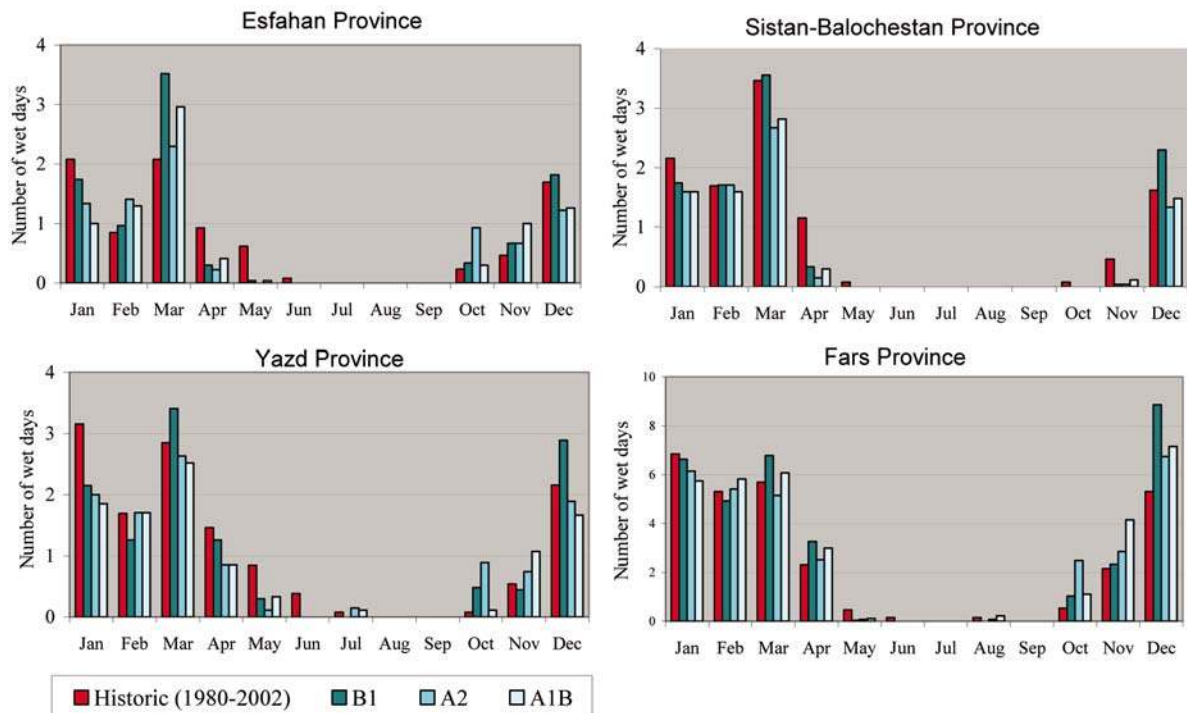 Esfahan Province
Number of wet days
4
3
2
1
0
Jan Feb Mar Apr May Jun Jul Aug Sep Oct Nov Dec
Sistan-Balochestan Province
Number of wet days
4
3
2
1
0
Jan Feb Mar Apr May Jun Jul Aug Sep Oct Nov Dec
Yazd Province
Number of wet days
4
3
2
1
0
Jan Feb Mar Apr May Jun Jul Aug Sep Oct Nov Dec
Fars Province
Number of wet days
10
8
6
4
2
0
Jan Feb Mar Apr May Jun Jul Aug Sep Oct Nov Dec
Historic (1980-2002) B1 A2 A1B